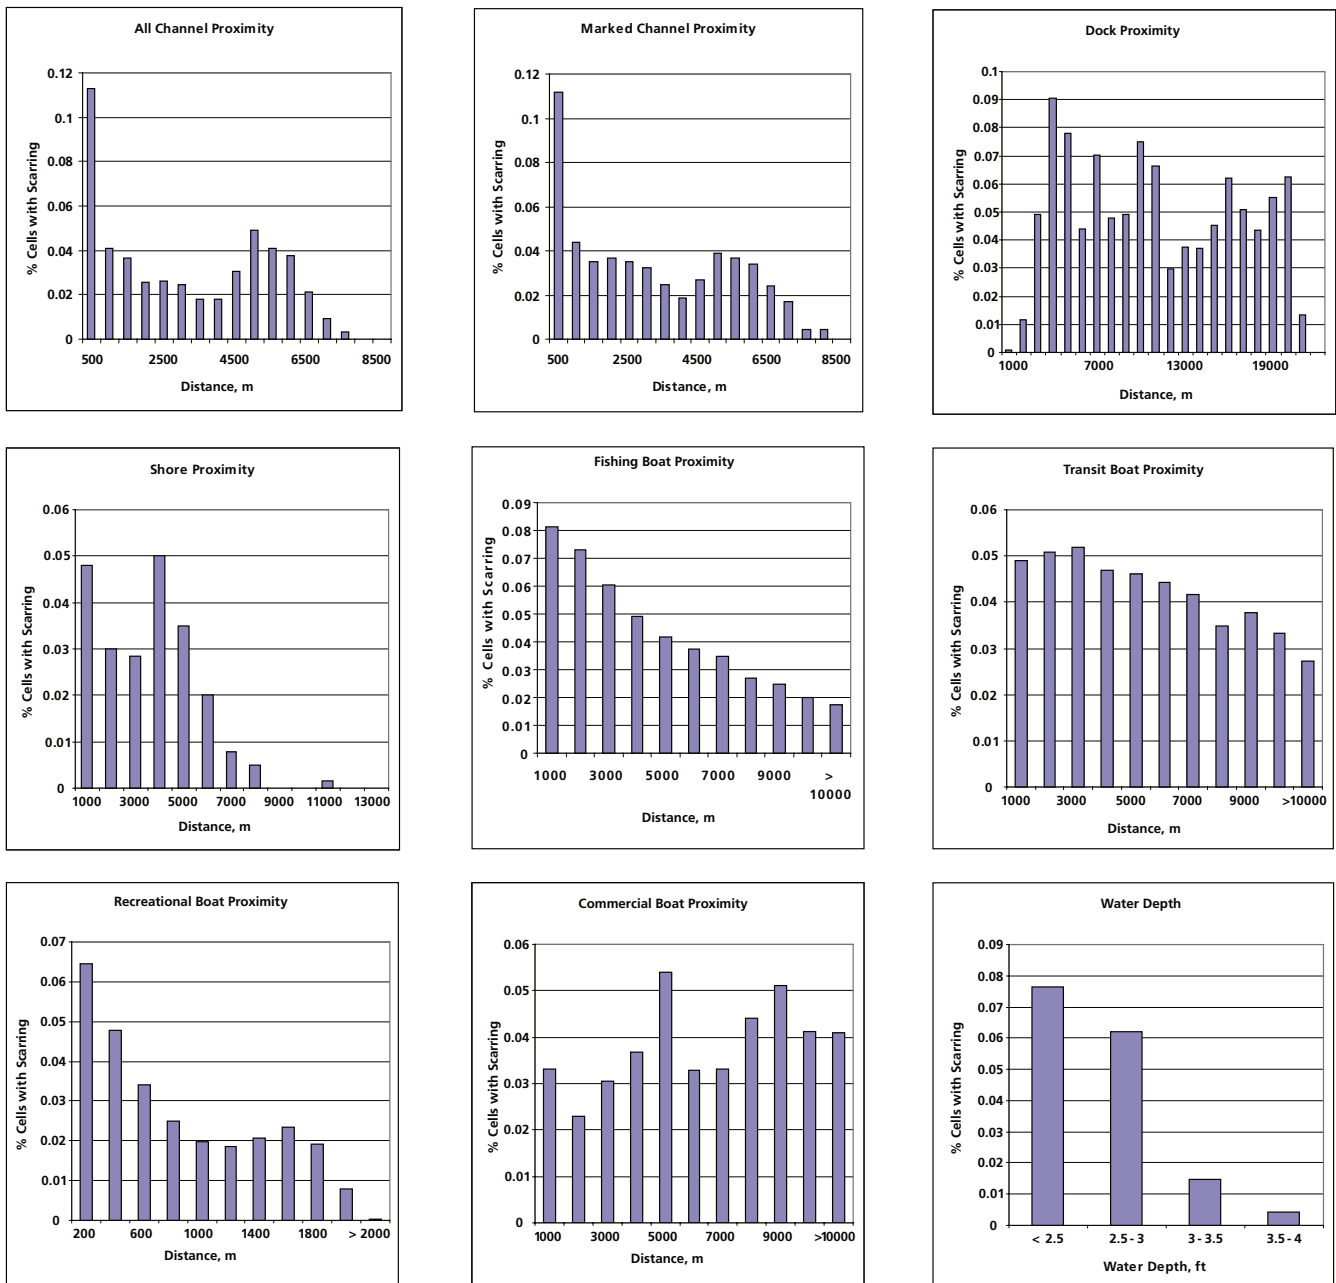 All Channel Proximity
% Cells with Scarring
0.12
0.1
0.08
0.06
0.04
0.02
0
500 2500 4500 6500 8500
Distance, m
Marked Channel Proximity
% Cells with Scarring
0.12
0.1
0.08
0.06
0.04
0.02
0
500 2500 4500 6500 8500
Distance, m
Dock Proximity
% Cells with Scarring
0.1
0.09
0.08
0.07
0.06
0.05
0.04
0.03
0.02
0.01
0
1000 7000 13000 19000
Distance, m
Shore Proximity
% Cells with Scarring
0.06
0.05
0.04
0.03
0.02
0.01
0
1000 3000 5000 7000 9000 11000 13000
Distance, m
Fishing Boat Proximity
% Cells with Scarring
0.09
0.08
0.07
0.06
0.05
0.04
0.03
0.02
0.01
0
1000 3000 5000 7000 9000 >
10000
Distance, m
Transit Boat Proximity
% Cells with Scarring
0.06
0.05
0.04
0.03
0.02
0.01
0
1000 3000 5000 7000 9000 >10000
Distance, m
Recreational Boat Proximity
% Cells with Scarring
0.07
0.06
0.05
0.04
0.03
0.02
0.01
0
200 600 1000 1400 1800 > 2000
Distance, m
Commercial Boat Proximity
% Cells with Scarring
0.06
0.05
0.04
0.03
0.02
0.01
0
1000 3000 5000 7000 9000 >10000
Distance, m
Water Depth
% Cells with Scarring
0.09
0.08
0.07
0.06
0.05
0.04
0.03
0.02
0.01
0
< 2.5 2.5 - 3 3 - 3.5 3.5 - 4
Water Depth, ft